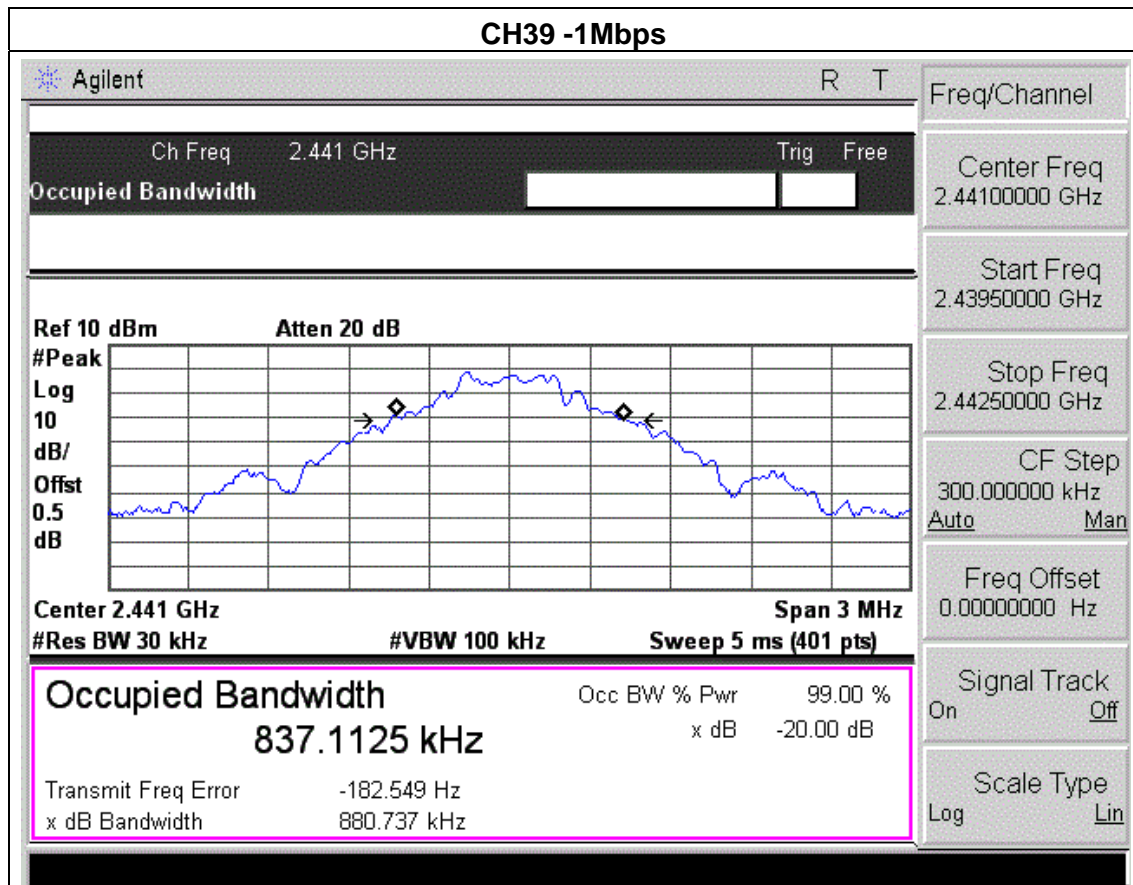 CH39 -1Mbps
Agilent R T
Ch Freq 2.441 GHz Trig Free
Occupied Bandwidth
Ref 10 dBm Atten 20 dB
#Peak
Log
10
dB/
Offst
0.5
dB
Center 2.441 GHz Span 3 MHz
#Res BW 30 kHz #VBW 100 kHz Sweep 5 ms (401 pts)
Occupied Bandwidth Occ BW % Pwr 99.00 %
837.1125 kHz x dB -20.00 dB
Transmit Freq Error -182.549 Hz
x dB Bandwidth 880.737 kHz
Freq/Channel
Center Freq
2.44100000 GHz
Start Freq
2.43950000 GHz
Stop Freq
2.44250000 GHz
CF Step
300.000000 kHz
Auto Man
Freq Offset
0.00000000 Hz
Signal Track
On Off
Scale Type
Log Lin